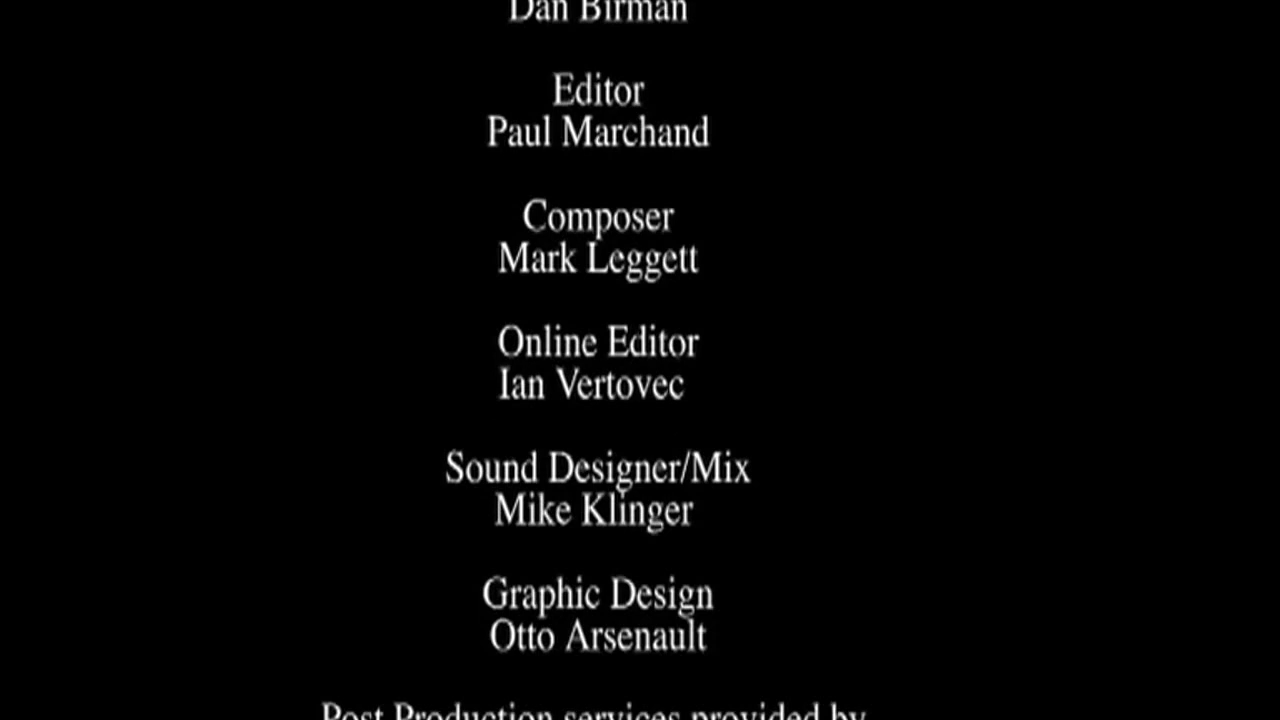 Dan Birman
Editor
Paul Marchand
Composer
Mark Leggett
Online Editor
Ian Vertovec
Sound Designer/Mix
Mike Klinger
Graphic Design
Otto Arsenault
Post Production services provided by